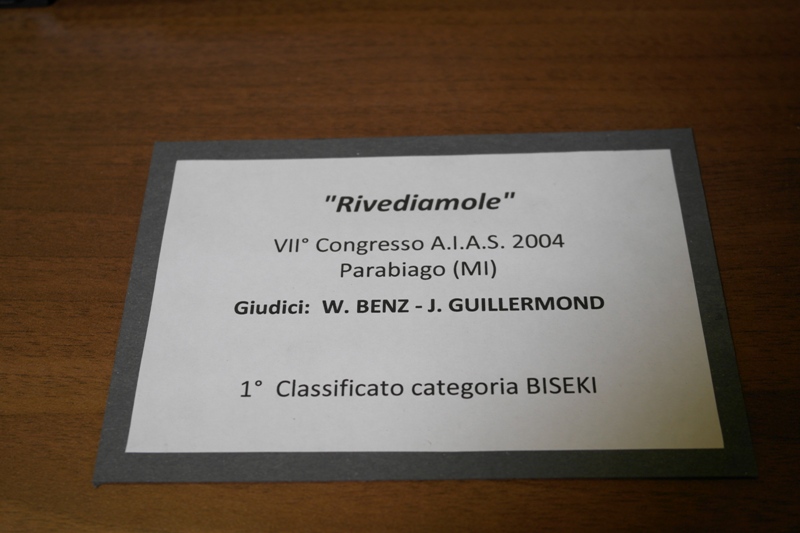 "Rivediamole"
VII° Congresso A.I.A.S. 2004
Parabiago (MI)
Giudici: W. BENZ - J. GUILLERMOND
1° Classificato categoria BISEKI